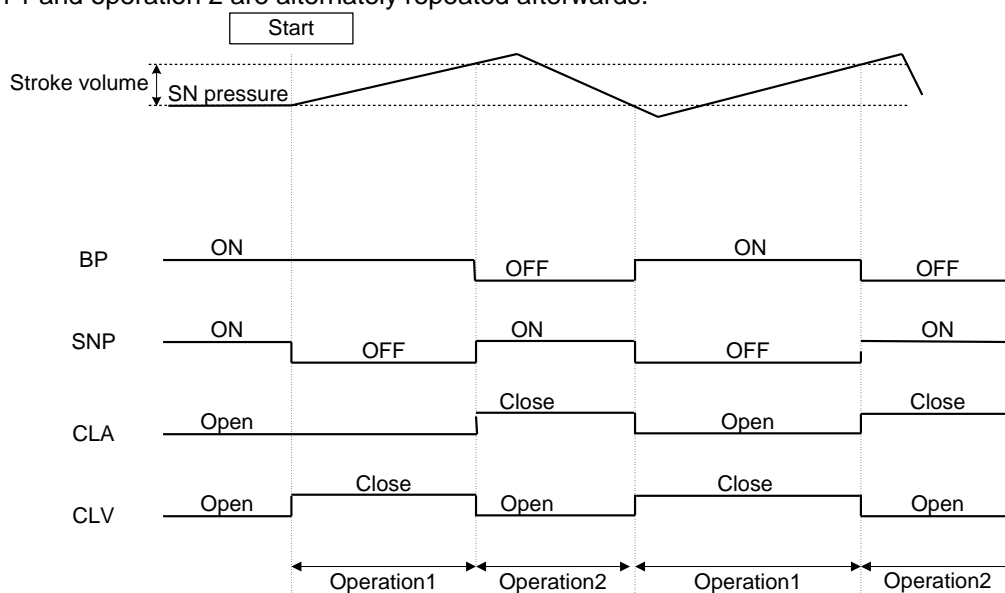 1 and operation 2 are alternately repeated afterwards.
Start
Stroke volume
SN pressure
BP ON OFF ON OFF
SNP ON OFF ON OFF ON
CLA Open Close Open Close
CLV Open Close Open Close Open
Operation1 Operation2 Operation1 Operation2